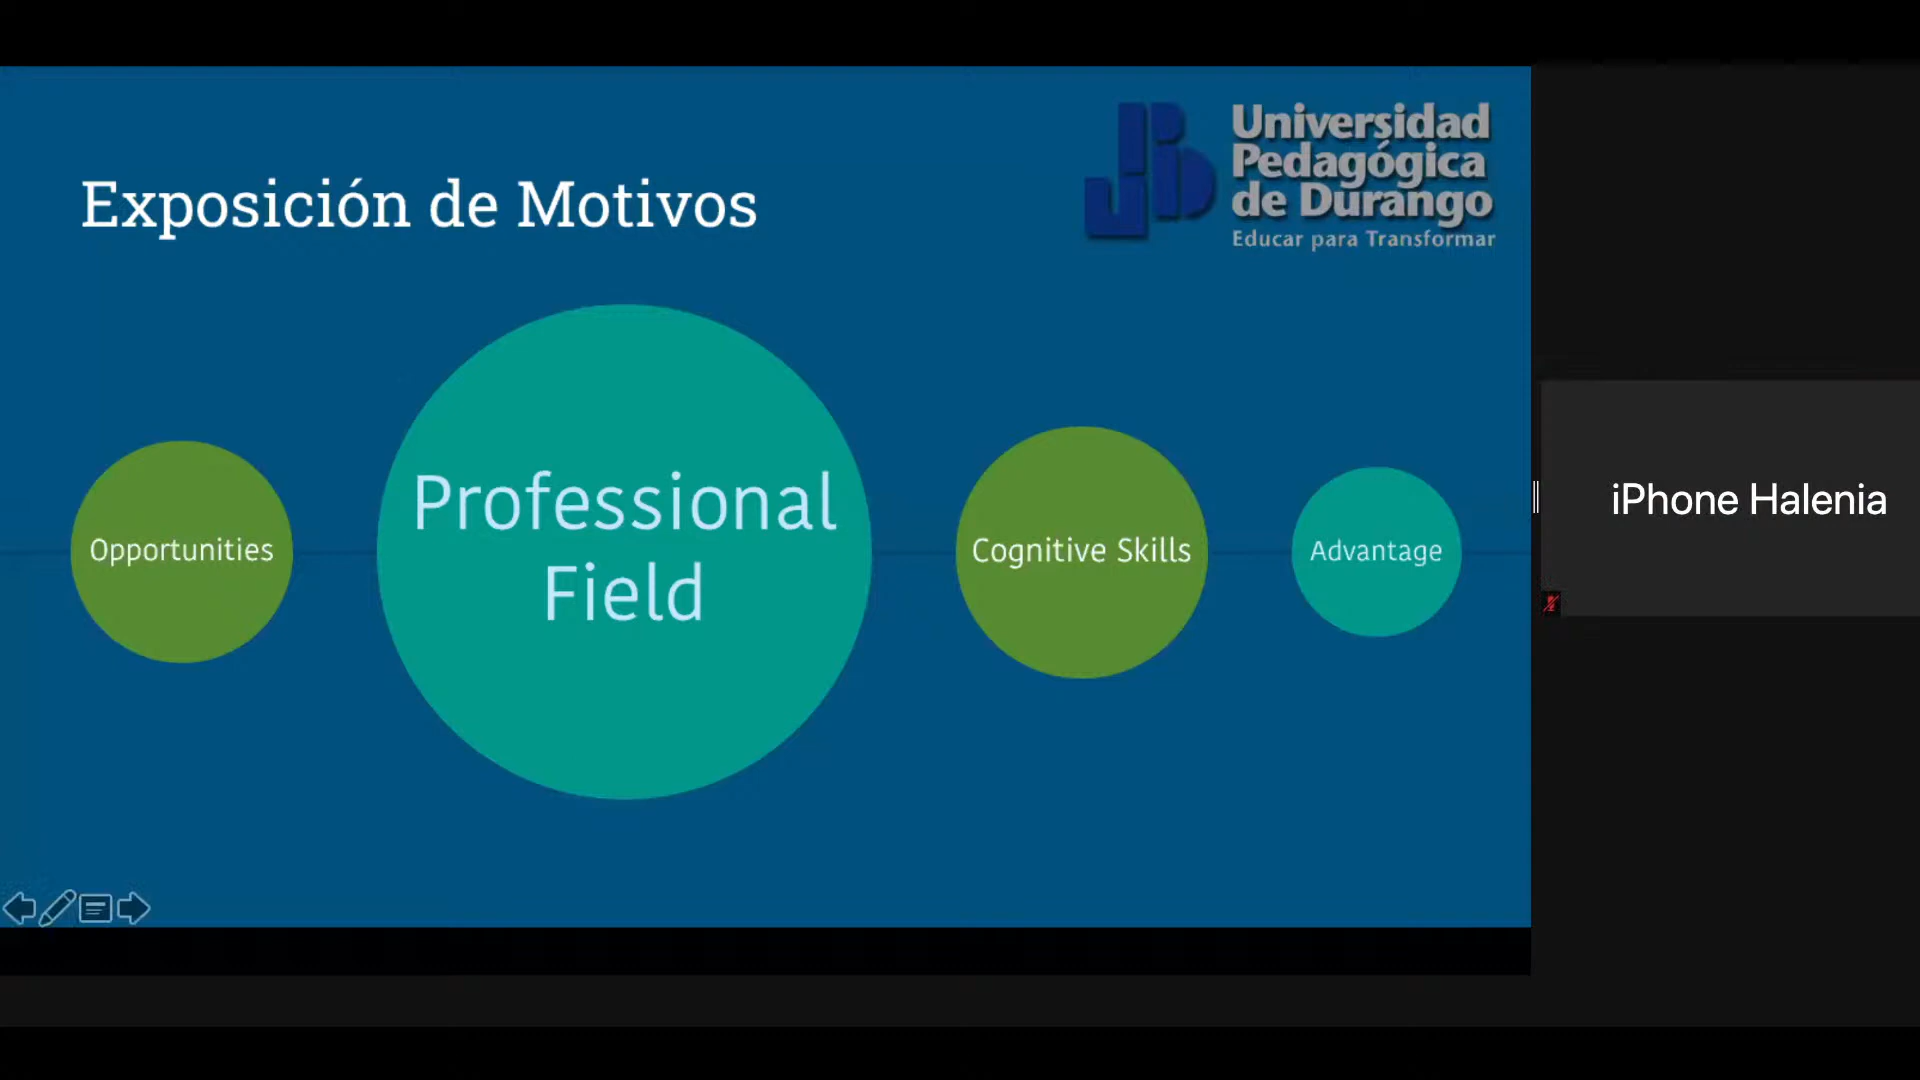 Exposición de Motivos
Universidad
Pedagógica
de Durango
Educar para Transformar
Opportunities
Professional
Field
Cognitive Skills
Advantage
iPhone Halenia